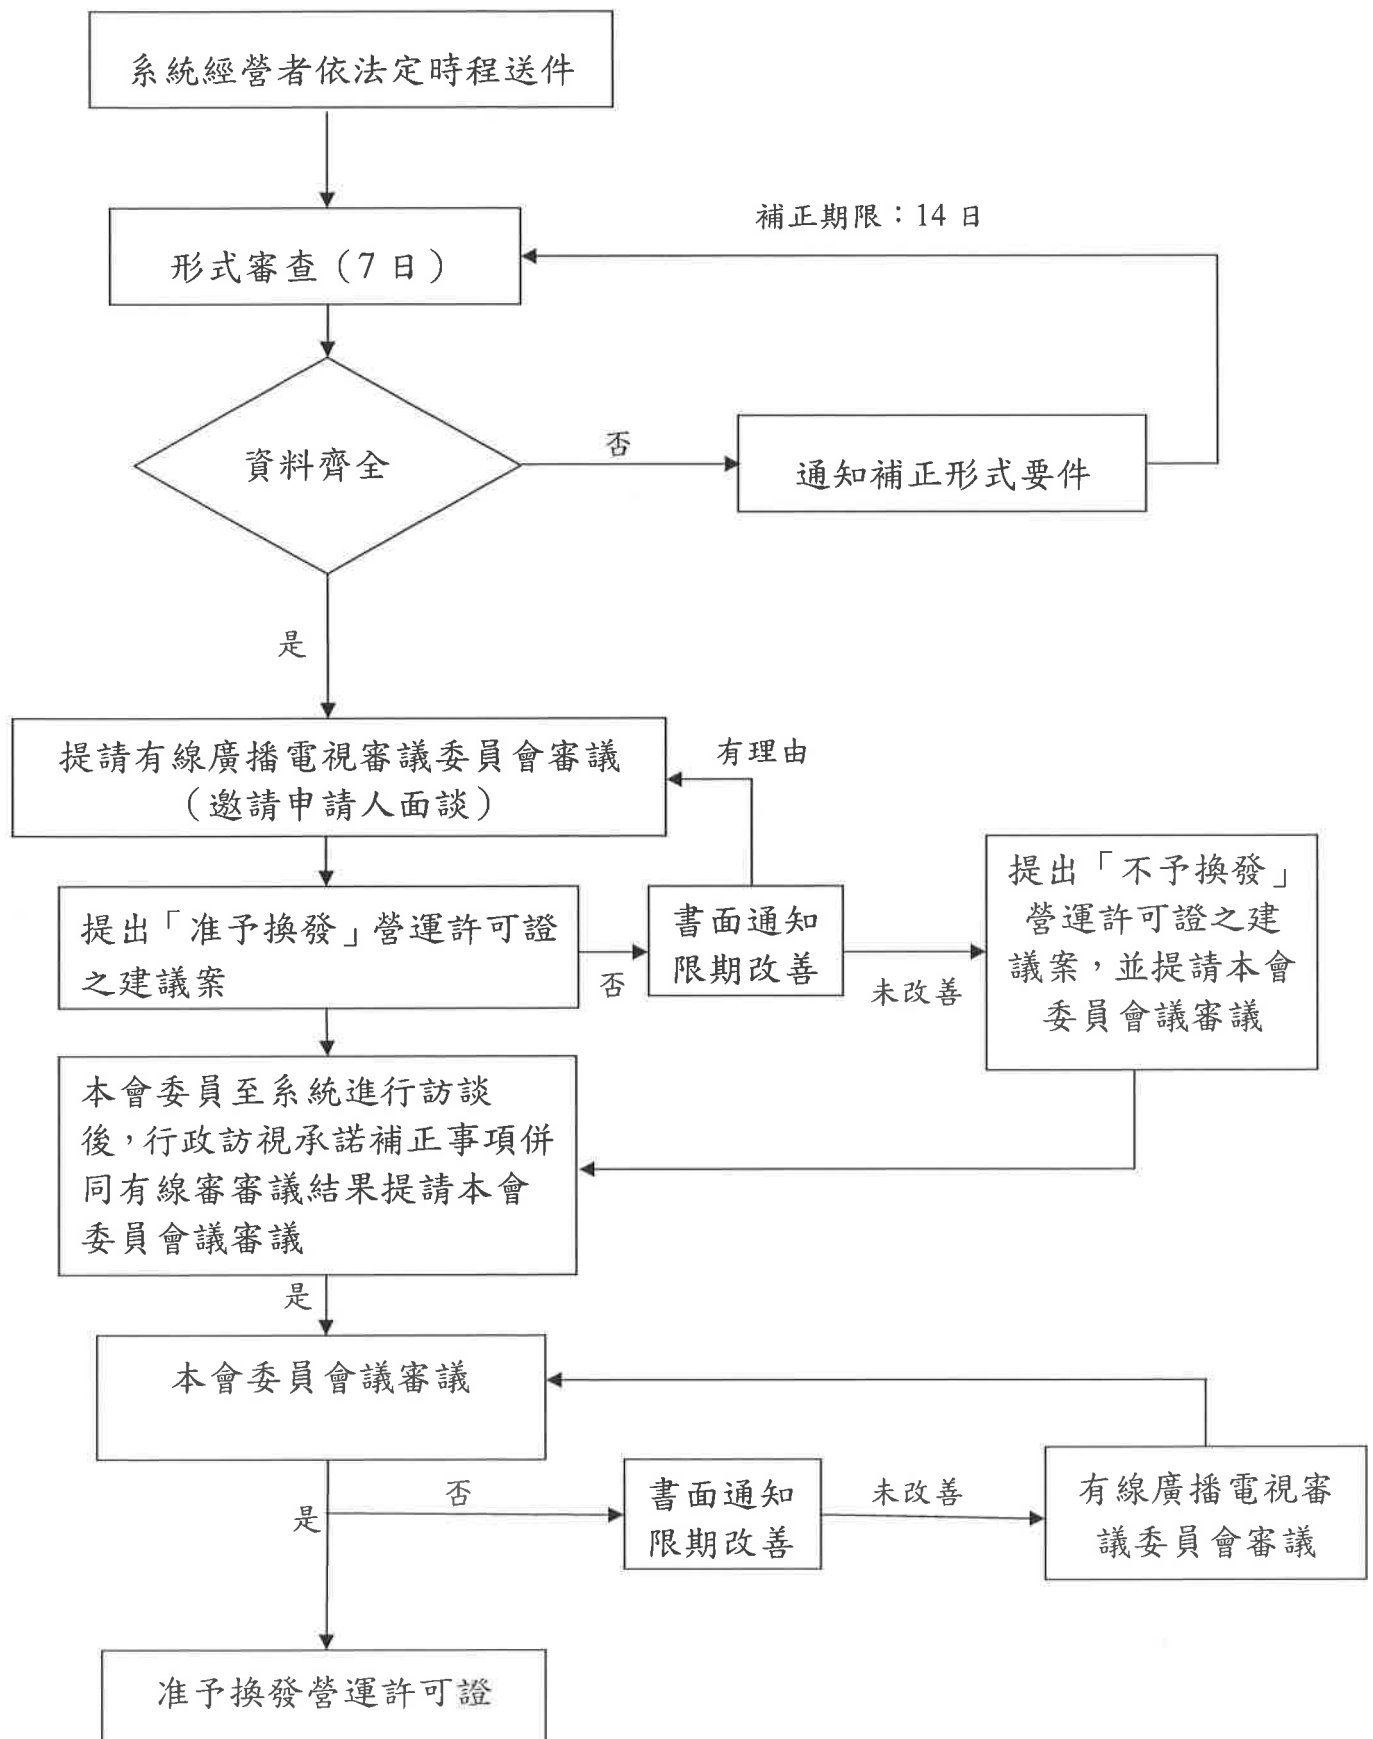 系統經營者依法定時程送件
補正期限：14 日
形式審查（7 日）
資料齊全
否
通知補正形式要件
是
提請有線廣播電視審議委員會審議
（邀請申請人面談）
有理由
提出「准予換發」營運許可證
之建議案
否
書面通知
限期改善
未改善
提出「不予換發」
營運許可證之建
議案，並提請本會
委員會議審議
本會委員至系統進行訪談
後，行政訪視承諾補正事項併
同有線審審議結果提請本會
委員會議審議
是
本會委員會議審議
是
否
書面通知
限期改善
未改善
有線廣播電視審
議委員會審議
准予換發營運許可證